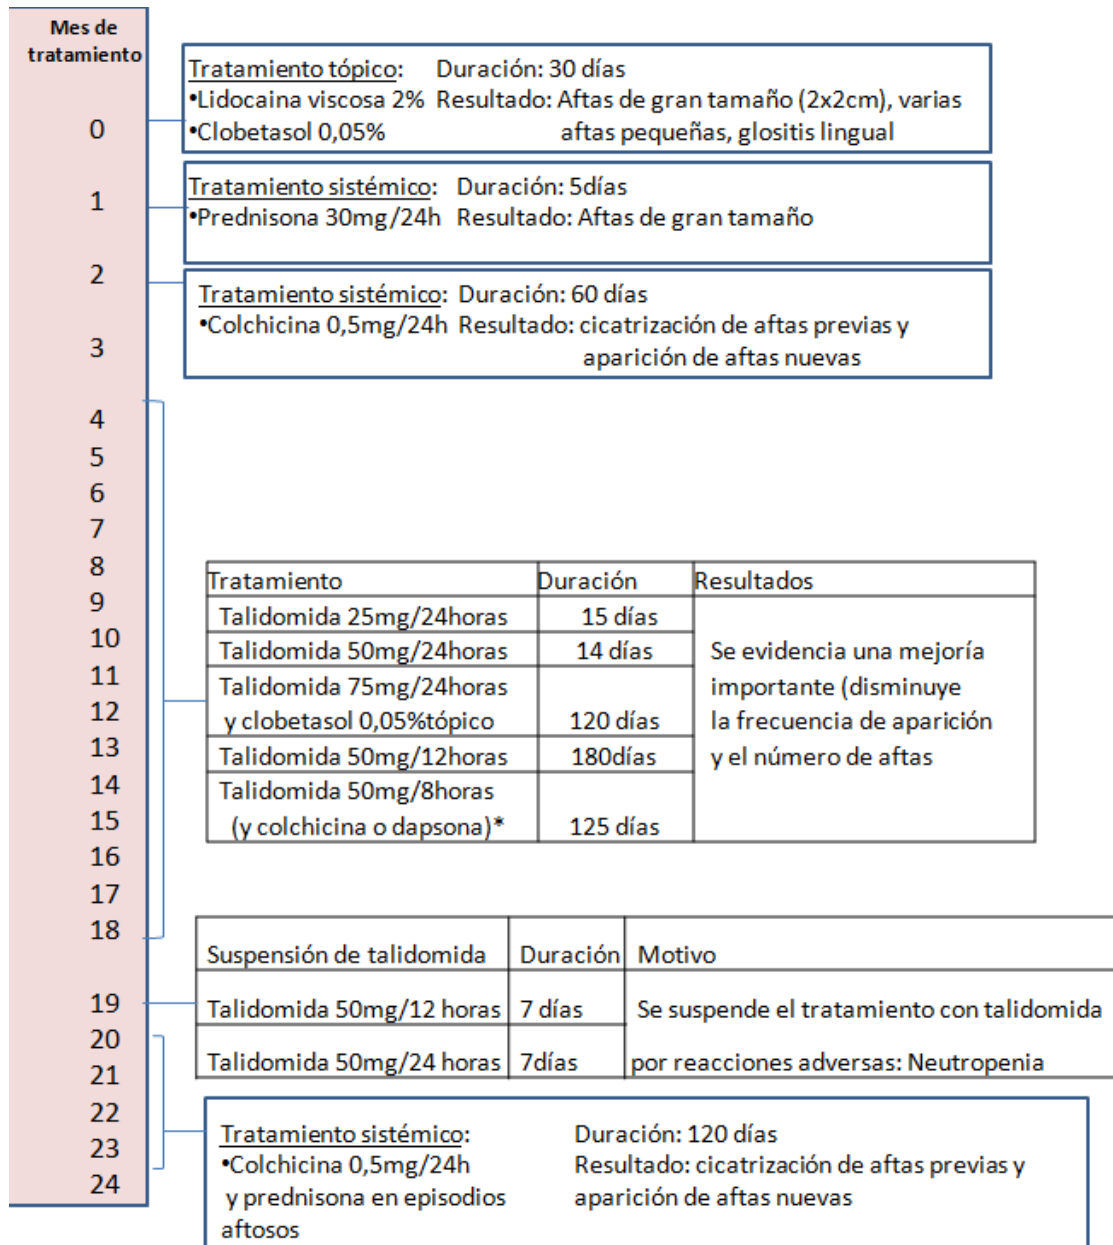 Mes de
tratamiento
0
1
2
3
4
5
6
7
8
9
10
11
12
13
14
15
16
17
18
19
20
21
22
23
24
Tratamiento tópico: Duración: 30 días
•Lidocaina viscosa 2% Resultado: Aftas de gran tamaño (2x2cm), varias
•Clobetasol 0,05% aftas pequeñas, glositis lingual
Tratamiento sistémico: Duración: 5días
•Prednisona 30mg/24h Resultado: Aftas de gran tamaño
Tratamiento sistémico: Duración: 60 días
•Colchicina 0,5mg/24h Resultado: cicatrización de aftas previas y
aparición de aftas nuevas
Tratamiento Duración Resultados
Talidomida 25mg/24horas 15 días
Talidomida 50mg/24horas 14 días Se evidencia una mejoría
Talidomida 75mg/24horas importante (disminuye
y clobetasol 0,05%tópico 120 días la frecuencia de aparición
Talidomida 50mg/12horas 180días y el número de aftas
Talidomida 50mg/8horas
(y colchicina o dapsona)* 125 días
Suspensión de talidomida Duración Motivo
Talidomida 50mg/12 horas 7 días Se suspende el tratamiento con talidomida
Talidomida 50mg/24 horas 7días por reacciones adversas: Neutropenia
Tratamiento sistémico: Duración: 120 días
•Colchicina 0,5mg/24h Resultado: cicatrización de aftas previas y
y prednisona en episodios aparición de aftas nuevas
aftosos